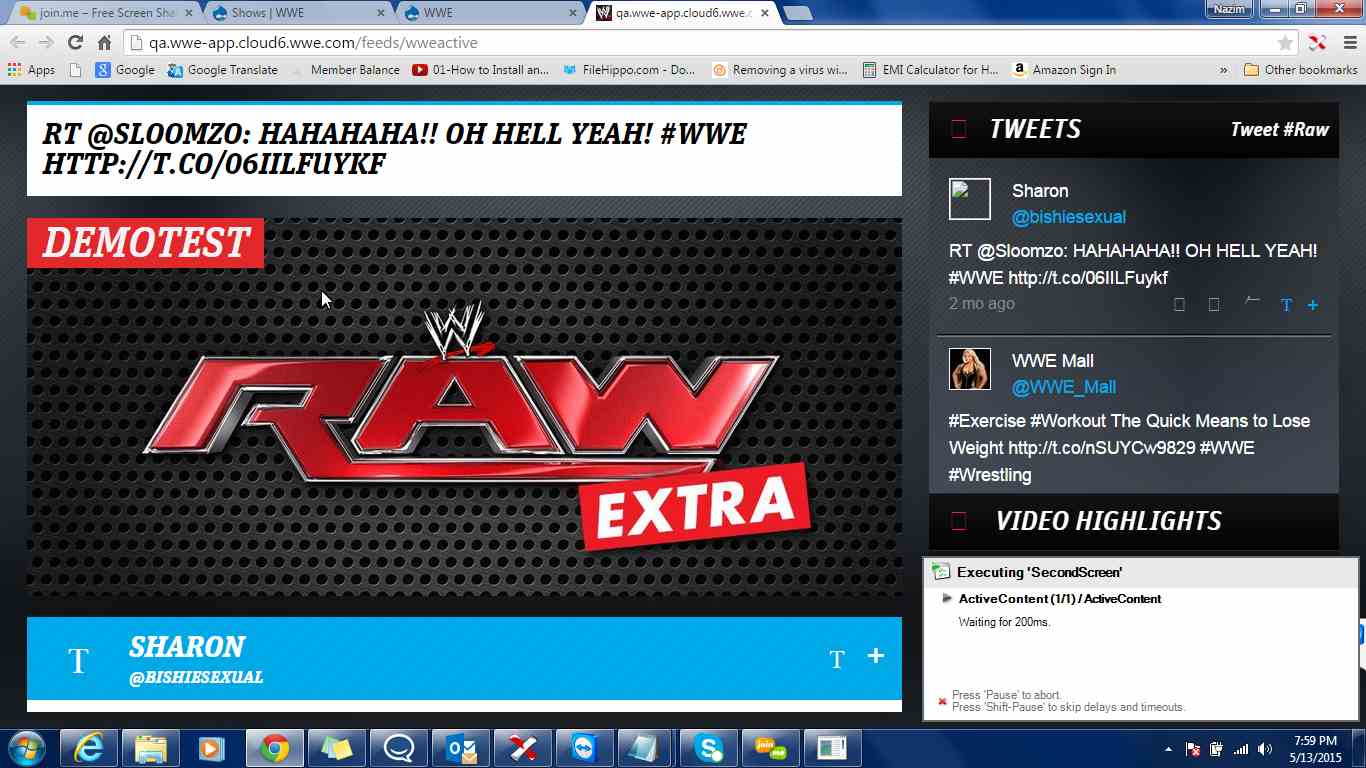 join.me – Free Screen Sha
Shows | WWE
WWE
qa.wwe-app.cloud6.wwe.c
Nazim
qa.wwe-app.cloud6.wwe.com/feeds/wweactive
Apps
Google
Google Translate
Member Balance
01-How to Install an...
FileHippo.com - Do...
Removing a virus wi...
EMI Calculator for H...
Amazon Sign In
»
Other bookmarks
RT @SLOOMZO: HAHAHAHA!! OH HELL YEAH! #WWE
HTTP://T.CO/06IILFUYKF
DEMOTEST
W
RAW
EXTRA
T
SHARON
@BISHIESEXUAL
T +
TWEETS
Tweet #Raw
Sharon
@bishiesexual
RT @Sloomzo: HAHAHAHA!! OH HELL YEAH!
#WWE http://t.co/06IILFuykf
2 mo ago
T +
WWE Mall
@WWE_Mall
#Exercise #Workout The Quick Means to Lose
Weight http://t.co/nSUYCw9829 #WWE
#Wrestling
VIDEO HIGHLIGHTS
Executing 'SecondScreen'
ActiveContent (1/1) / ActiveContent
Waiting for 200ms.
Press 'Pause' to abort.
Press 'Shift-Pause' to skip delays and timeouts.
join me
7:59 PM
5/13/2015